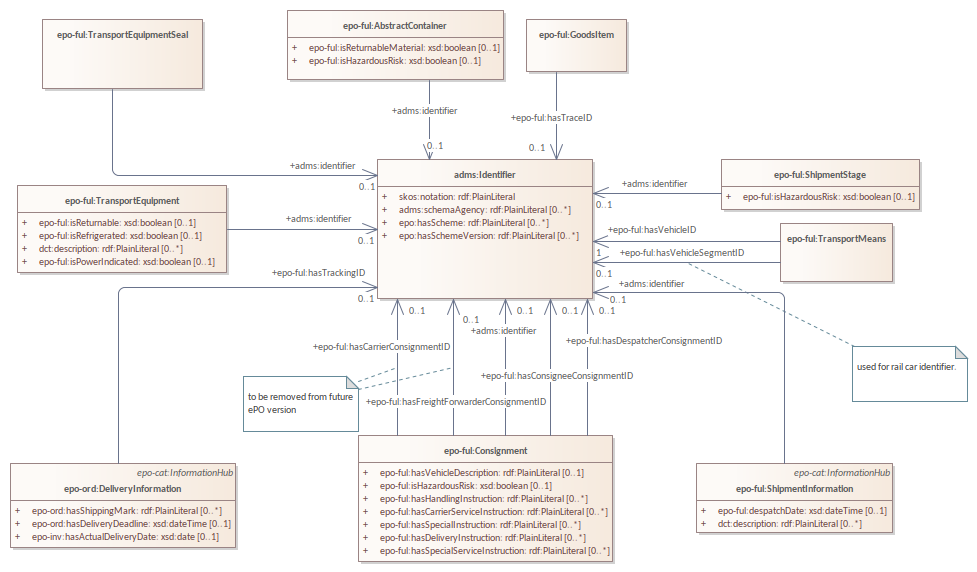 epo-ful:TransportEquipmentSeal
epo-ful:AbstractContainer
+ epo-ful:isReturnableMaterial: xsd:boolean [0..1]
+ epo-ful:isHazardousRisk: xsd:boolean [0..1]
epo-ful:GoodsItem
+adms:identifier
0..1
+epo-ful:hasTraceID
0..1
+adms:identifier
0..1
adms:Identifier
+ skos:notation: rdf:PlainLiteral
+ adms:schemaAgency: rdf:PlainLiteral [0..*]
+ epo:hasScheme: rdf:PlainLiteral [0..*]
+ epo:hasSchemeVersion: rdf:PlainLiteral [0..*]
epo-ful:ShipmentStage
+ epo-ful:isHazardousRisk: xsd:boolean [0..1]
+adms:identifier
0..1
epo-ful:TransportEquipment
+ epo-ful:isReturnable: xsd:boolean [0..1]
+ epo-ful:isRefrigerated: xsd:boolean [0..1]
+ dct:description: rdf:PlainLiteral [0..*]
+ epo-ful:isPowerIndicated: xsd:boolean [0..1]
+adms:identifier
0..1
epo-ful:TransportMeans
+epo-ful:hasVehicleID
1
+epo-ful:hasVehicleSegmentID
0..1
+epo-ful:hasTrackingID
0..1
+adms:identifier
0..1
0..1
0..1
0..1
0..1
0..1
+adms:identifier
+epo-ful:hasDespatcherConsignmentID
+epo-ful:hasCarrierConsignmentID
+epo-ful:hasConsigneeConsignmentID
+epo-ful:hasFreightForwarderConsignmentID
to be removed from future
ePO version
used for rail car identifier.
epo-ful:Consignment
+ epo-ful:hasVehicleDescription: rdf:PlainLiteral [0..1]
+ epo-ful:isHazardousRisk: xsd:boolean [0..1]
+ epo-ful:hasHandlingInstruction: rdf:PlainLiteral [0..*]
+ epo-ful:hasCarrierServiceInstruction: rdf:PlainLiteral [0..*]
+ epo-ful:hasSpecialInstruction: rdf:PlainLiteral [0..*]
+ epo-ful:hasDeliveryInstruction: rdf:PlainLiteral [0..*]
+ epo-ful:hasSpecialServiceInstruction: rdf:PlainLiteral [0..*]
epo-cat:InformationHub
epo-ord:DeliveryInformation
+ epo-ord:hasShippingMark: rdf:PlainLiteral [0..*]
+ epo-ord:hasDeliveryDeadline: xsd:dateTime [0..1]
+ epo-inv:hasActualDeliveryDate: xsd:date [0..1]
epo-cat:InformationHub
epo-ful:ShipmentInformation
+ epo-ful:despatchDate: xsd:dateTime [0..1]
+ dct:description: rdf:PlainLiteral [0..*]